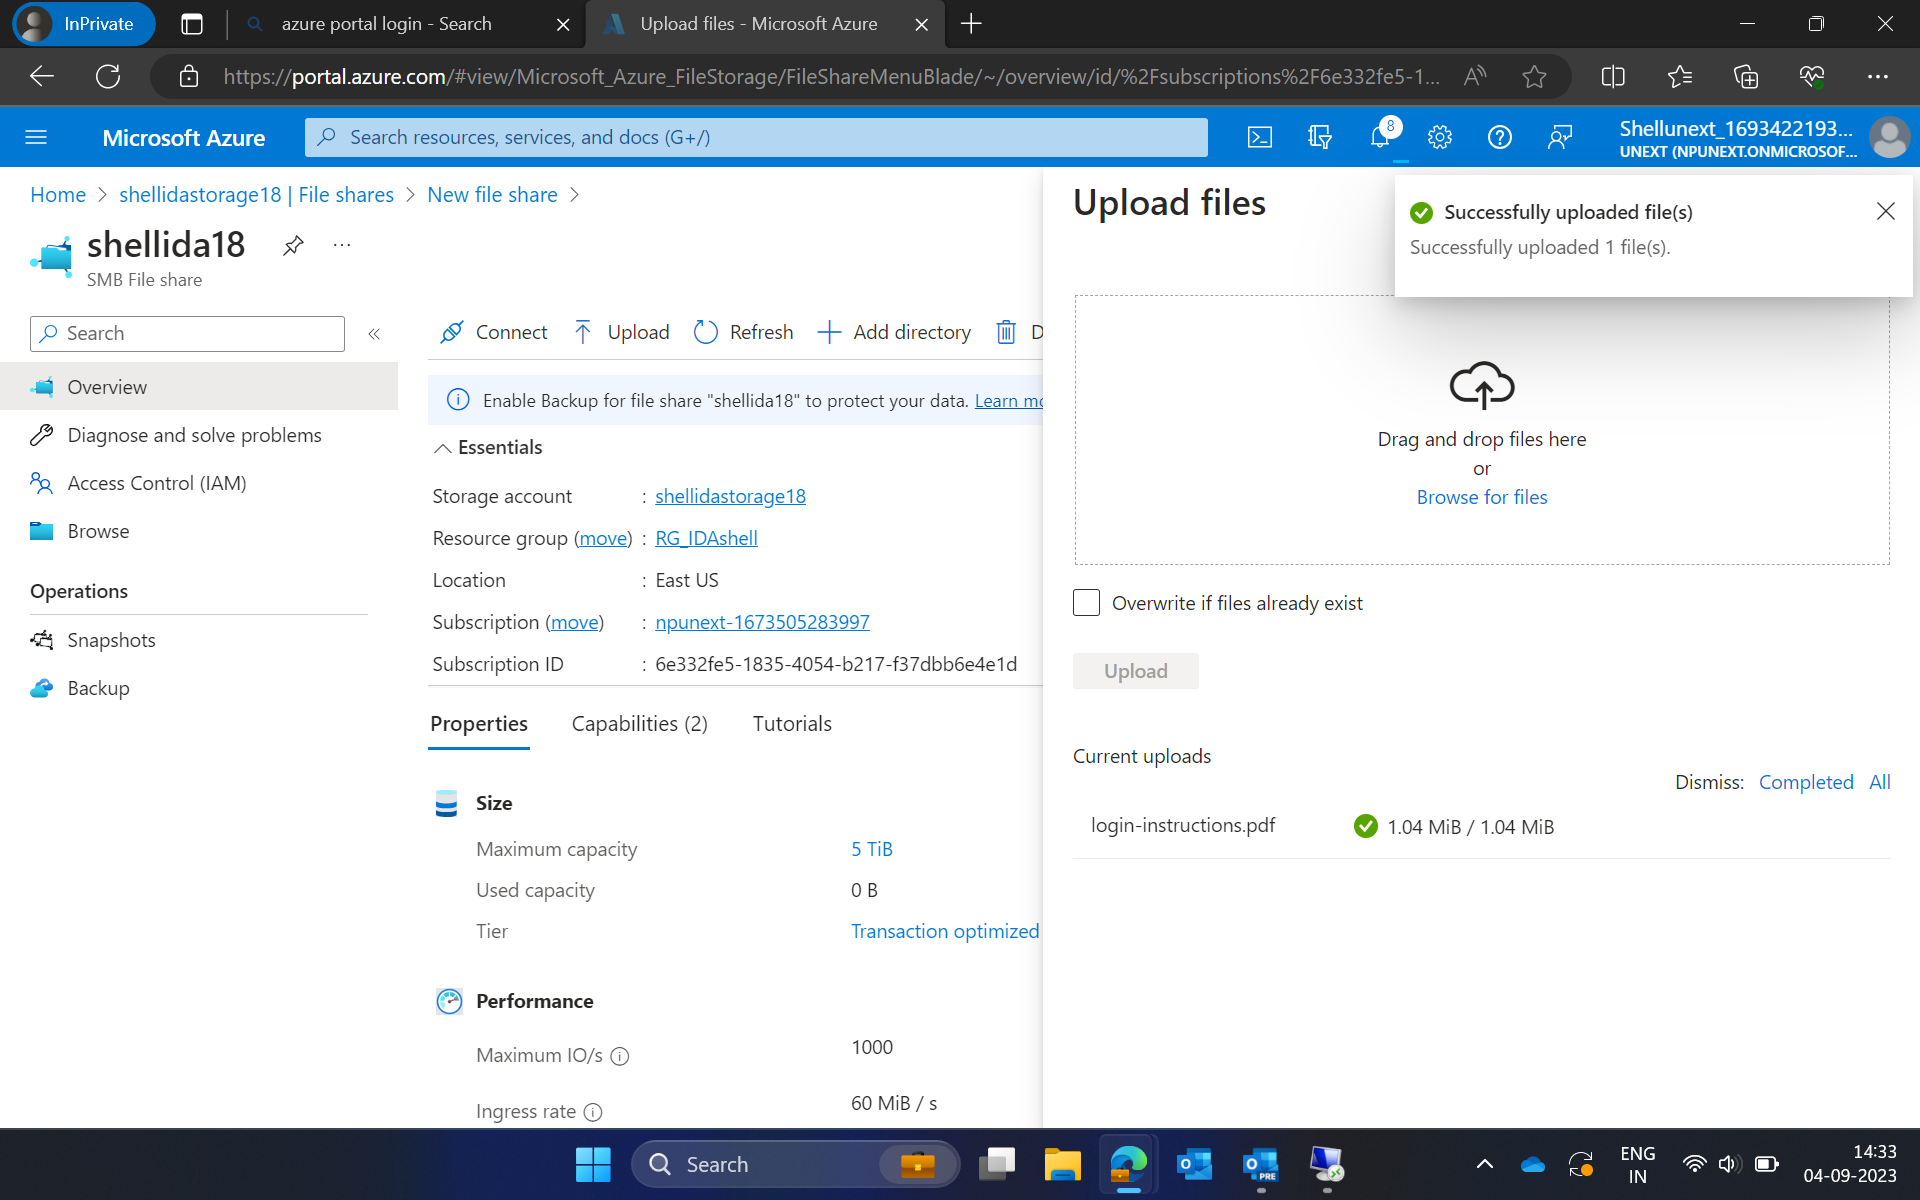 InPrivate
azure portal login - Search
Upload files - Microsoft Azure
https://portal.azure.com/#view/Microsoft_Azure_FileStorage/FileShareMenuBlade/~/overview/id/%2Fsubscriptions%2F6e332fe5-1...
Microsoft Azure
Search resources, services, and docs (G+/)
8
Shellunext_1693422193...
UNEXT (NPUNEXT.ONMICROSOF...
Home > shellidastorage18 | File shares > New file share >
shellida18
SMB File share
Search
Overview
Diagnose and solve problems
Access Control (IAM)
Browse
Operations
Snapshots
Backup
Connect
Upload
Refresh
Add directory
D
Enable Backup for file share "shellida18" to protect your data. Learn mo
Essentials
Storage account : shellidastorage18
Resource group (move) : RG_IDAshell
Location : East US
Subscription (move) : npunext-1673505283997
Subscription ID : 6e332fe5-1835-4054-b217-f37dbb6e4e1d
Properties
Capabilities (2)
Tutorials
Size
Maximum capacity 5 TiB
Used capacity 0 B
Tier Transaction optimized
Performance
Maximum IO/s 1000
Ingress rate 60 MiB / s
Upload files
Successfully uploaded file(s)
Successfully uploaded 1 file(s).
Drag and drop files here
or
Browse for files
Overwrite if files already exist
Upload
Current uploads
Dismiss: Completed All
login-instructions.pdf 1.04 MiB / 1.04 MiB
Search
PRE
ENG
IN
14:33
04-09-2023